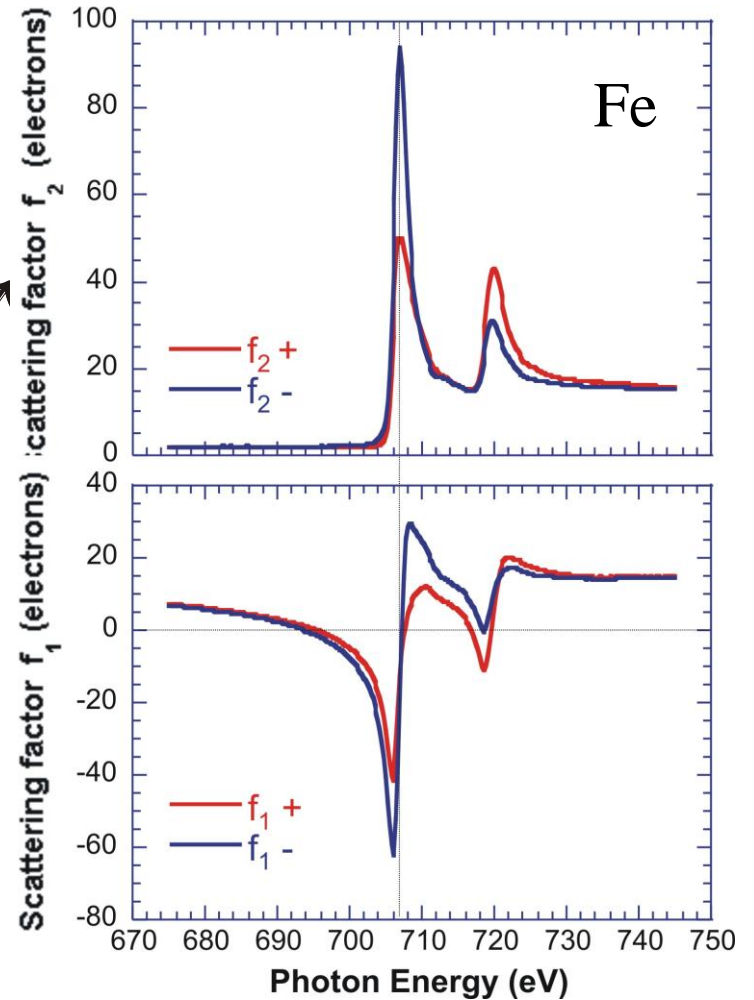 100
80
60
40
20
0
:cattering factor f2 (electrons)
Fe
f2 +
f2 -
40
20
0
-20
-40
-60
-80
Scattering factor f1 (electrons)
f1 +
f1 -
670 680 690 700 710 720 730 740 750
Photon Energy (eV)